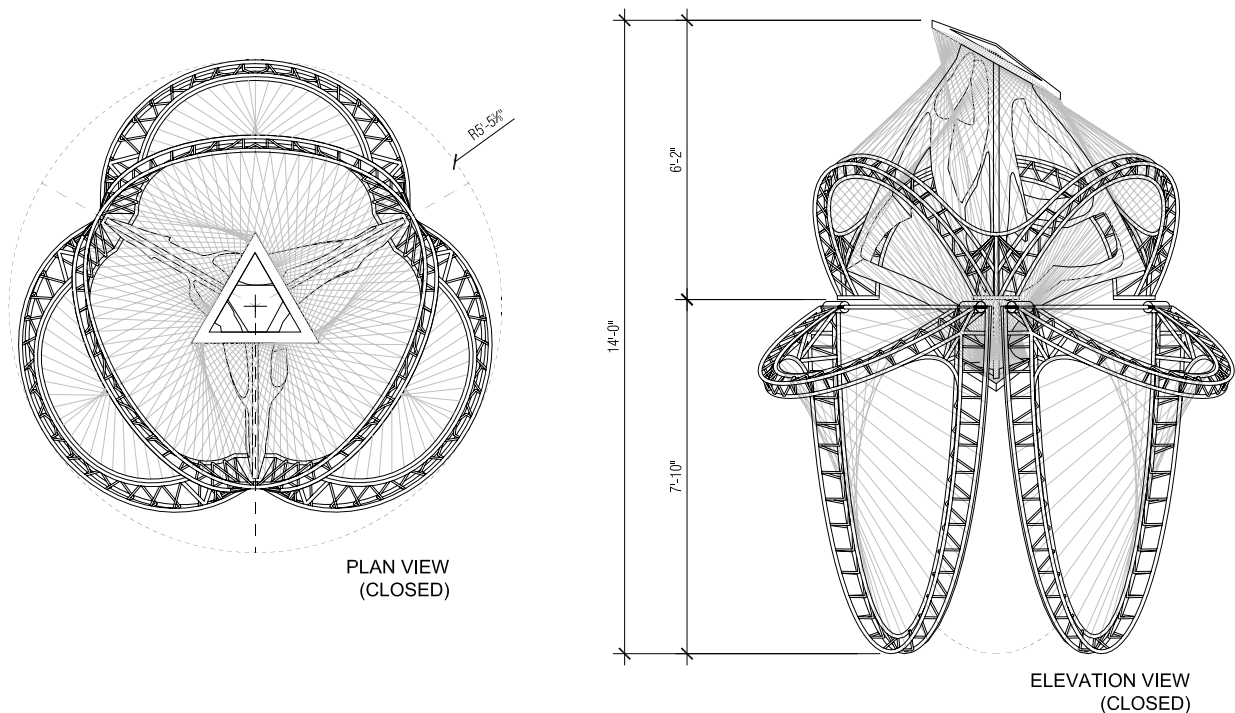 R5'-5⅝"
PLAN VIEW
(CLOSED)
14'-0"
6'-2"
7'-10"
ELEVATION VIEW
(CLOSED)